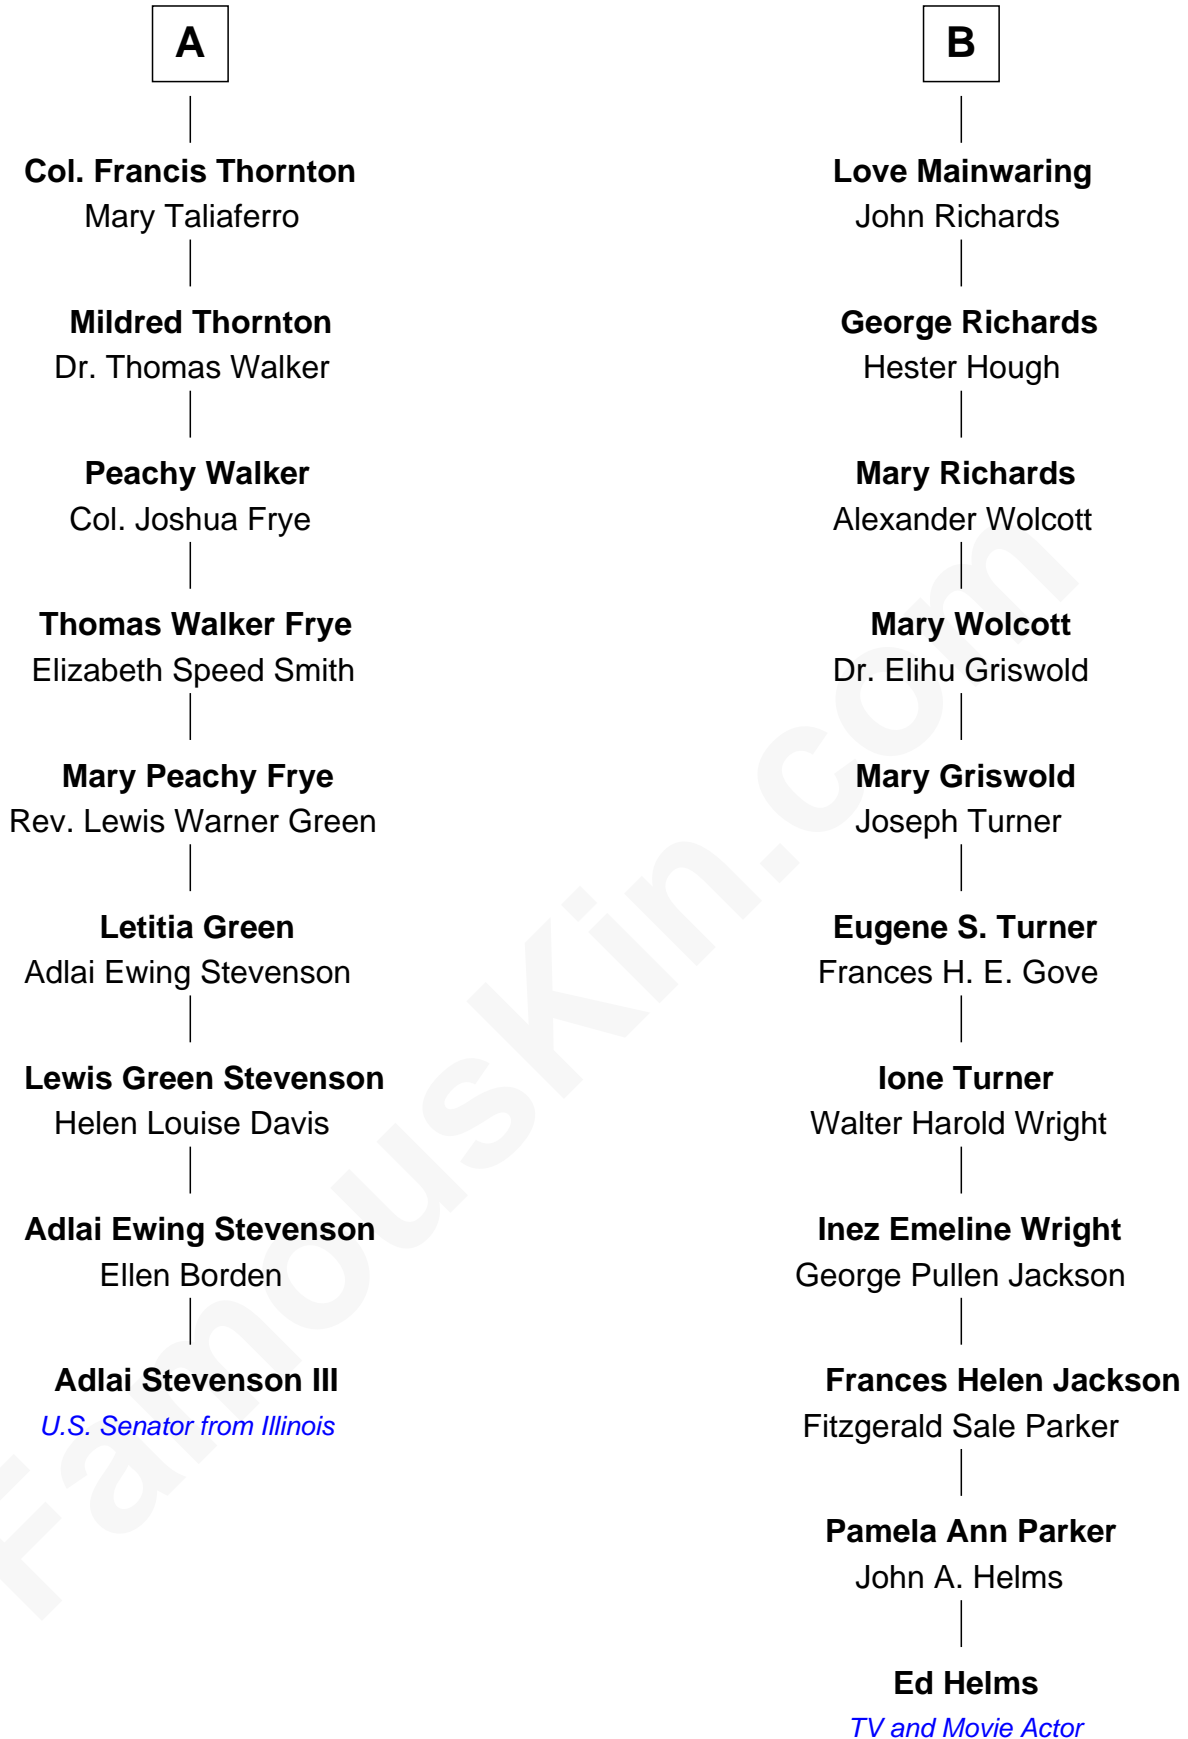 A
Col. Francis Thornton
Mary Taliaferro
Mildred Thornton
Dr. Thomas Walker
Peachy Walker
Col. Joshua Frye
Thomas Walker Frye
Elizabeth Speed Smith
Mary Peachy Frye
Rev. Lewis Warner Green
Letitia Green
Adlai Ewing Stevenson
Lewis Green Stevenson
Helen Louise Davis
Adlai Ewing Stevenson
Ellen Borden
Adlai Stevenson III
U.S. Senator from Illinois
B
Love Mainwaring
John Richards
George Richards
Hester Hough
Mary Richards
Alexander Wolcott
Mary Wolcott
Dr. Elihu Griswold
Mary Griswold
Joseph Turner
Eugene S. Turner
Frances H. E. Gove
Ione Turner
Walter Harold Wright
Inez Emeline Wright
George Pullen Jackson
Frances Helen Jackson
Fitzgerald Sale Parker
Pamela Ann Parker
John A. Helms
Ed Helms
TV and Movie Actor
FamousKin.com